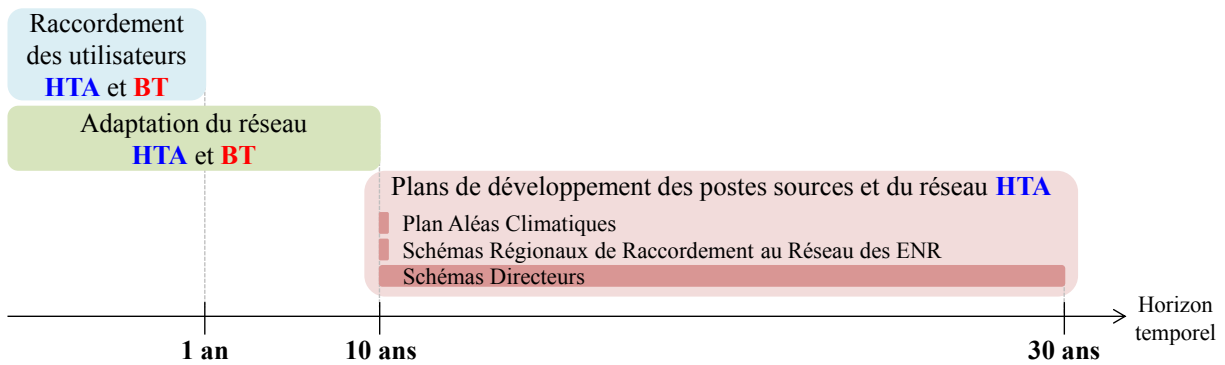 Raccordement
des utilisateurs
HTA et BT
Adaptation du réseau
HTA et BT
Plans de développement des postes sources et du réseau HTA
Plan Aléas Climatiques
Schémas Régionaux de Raccordement au Réseau des ENR
Schémas Directeurs
Horizon
temporel
1 an
10 ans
30 ans